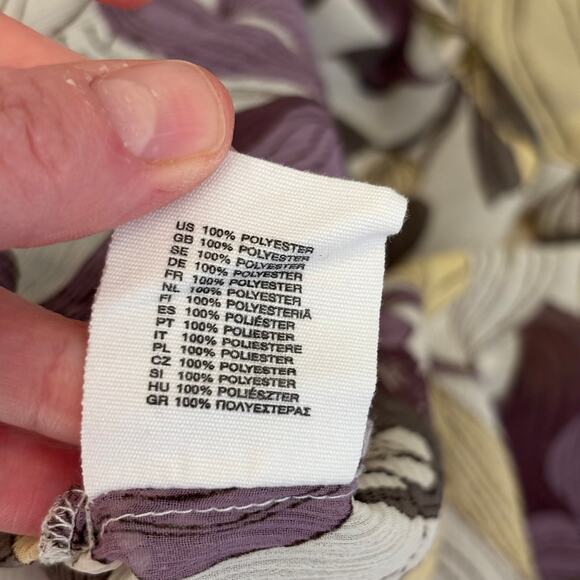 US 100% POLYESTER
GB 100% POLYESTER
SE 100% POLYESTER
DE 100% POLYESTER
FR 100% POLYESTER
NL 100% POLYESTER
FI 100% POLYESTERIÄ
ES 100% POLIÉSTER
PT 100% POLIÉSTER
IT 100% POLIESTERE
PL 100% POLIESTER
CZ 100% POLYESTER
SI 100% POLYESTER
HU 100% POLIÉSZTER
GR 100% ΠΟΛΥΕΣΤΕΡΑΣ